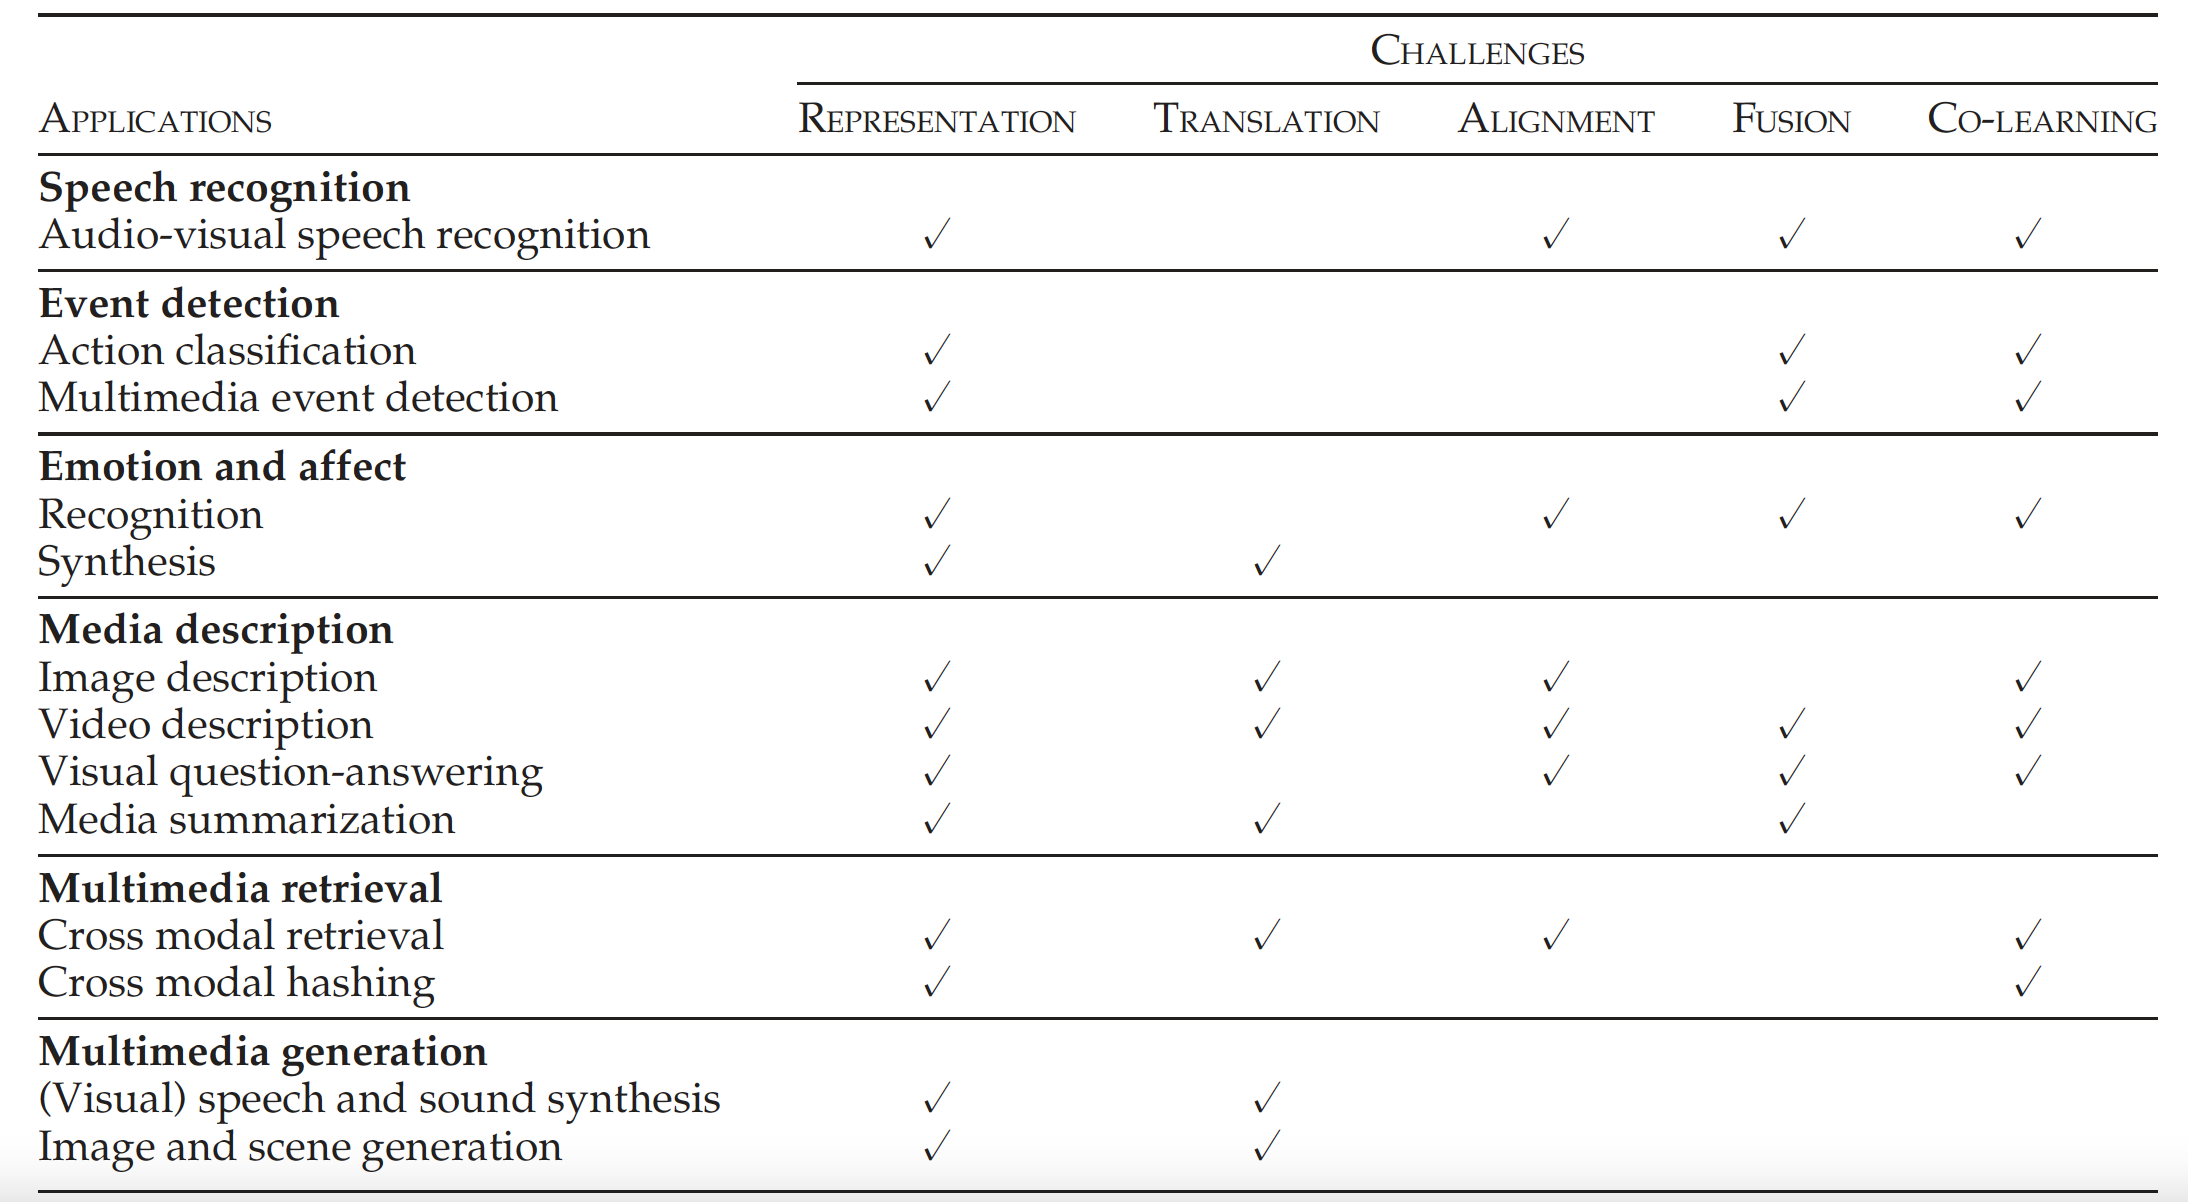 CHALLENGES
APPLICATIONS REPRESENTATION TRANSLATION ALIGNMENT FUSION CO-LEARNING
Speech recognition
Audio-visual speech recognition ✓ ✓ ✓ ✓
Event detection
Action classification ✓ ✓ ✓
Multimedia event detection ✓ ✓ ✓
Emotion and affect
Recognition ✓ ✓ ✓ ✓
Synthesis ✓ ✓
Media description
Image description ✓ ✓ ✓ ✓
Video description ✓ ✓ ✓ ✓ ✓
Visual question-answering ✓ ✓ ✓ ✓
Media summarization ✓ ✓ ✓
Multimedia retrieval
Cross modal retrieval ✓ ✓ ✓ ✓
Cross modal hashing ✓ ✓
Multimedia generation
(Visual) speech and sound synthesis ✓ ✓
Image and scene generation ✓ ✓